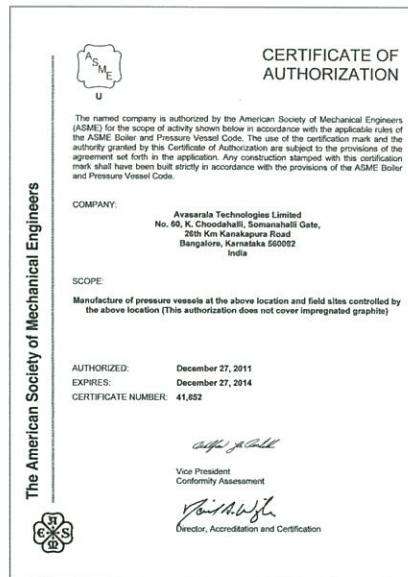 CERTIFICATE OF
AUTHORIZATION
A S M E
U
The named company is authorized by the American Society of Mechanical Engineers
(ASME) for the scope of activity shown below in accordance with the applicable rules of
the ASME Boiler and Pressure Vessel Code. The use of the certification mark and the
authority granted by this Certificate of Authorization are subject to the provisions of the
agreement set forth in the application. Any construction stamped with this certification
mark shall have been built strictly in accordance with the provisions of the ASME Boiler
and Pressure Vessel Code.
COMPANY:
Avasarala Technologies Limited
No. 60, K. Choodahalli, Somanahalli Gate,
26th Km Kanakapura Road
Bangalore, Karnataka 560082
India
SCOPE:
Manufacture of pressure vessels at the above location and field sites controlled by
the above location (This authorization does not cover impregnated graphite)
AUTHORIZED: December 27, 2011
EXPIRES: December 27, 2014
CERTIFICATE NUMBER: 41,652
Vice President
Conformity Assessment
Director, Accreditation and Certification
The American Society of Mechanical Engineers